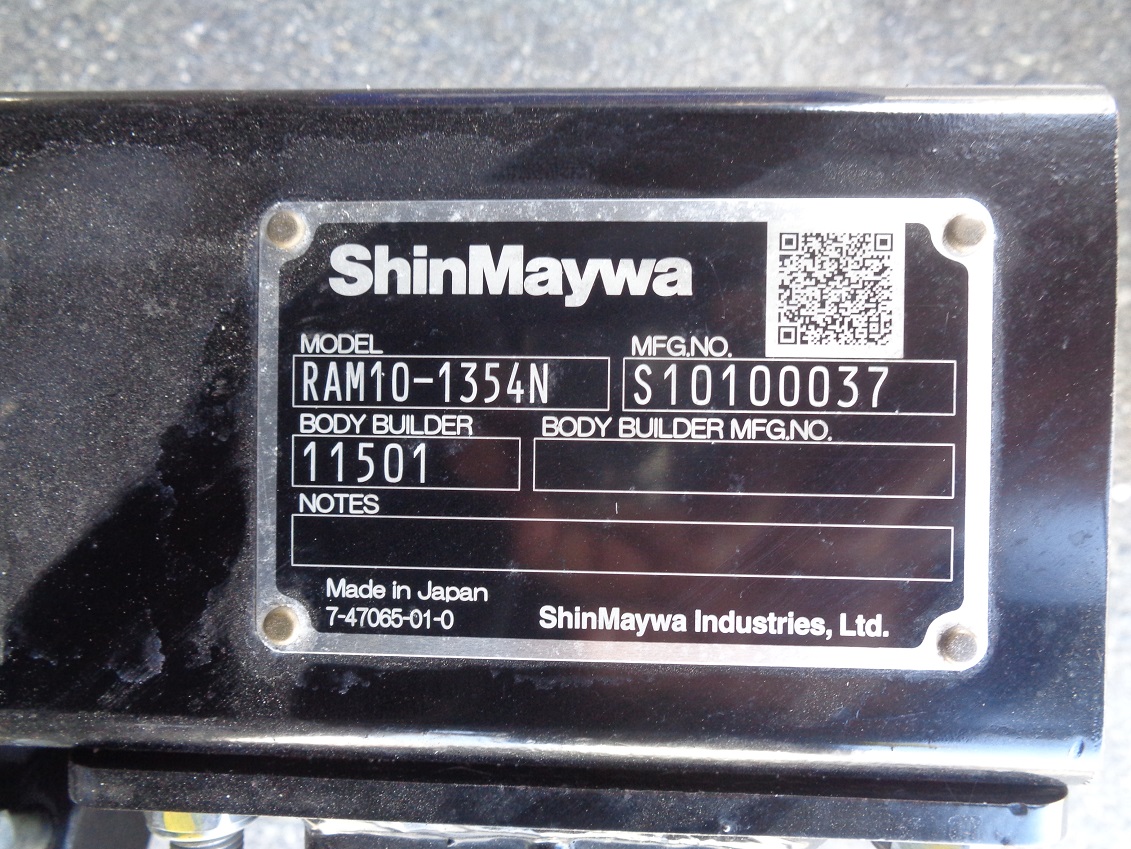 ShinMaywa
MODEL MFG.NO.
RAM10-1354N S10100037
BODY BUILDER BODY BUILDER MFG.NO.
11501
NOTES
Made in Japan
7-47065-01-0 ShinMaywa Industries, Ltd.